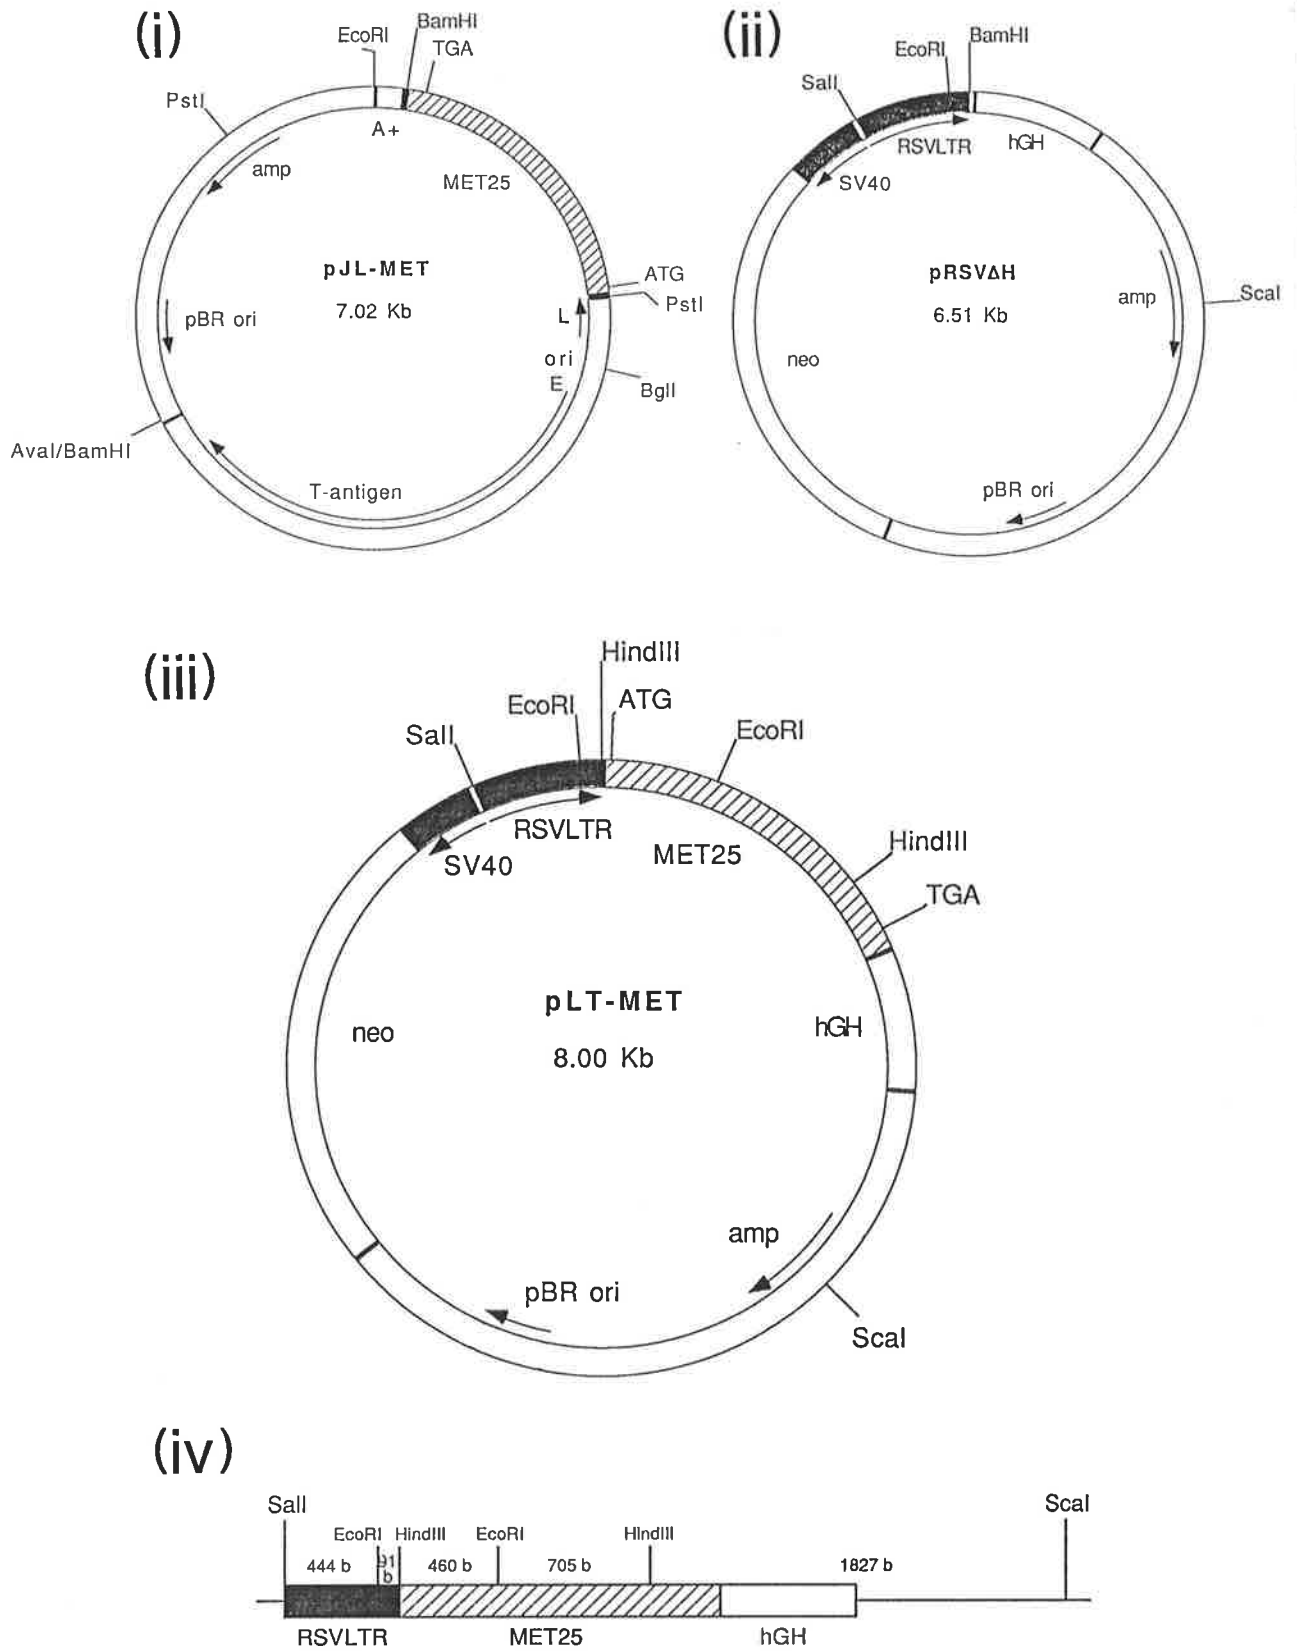 (i)
EcoRI
BamHI
TGA
PstI
A+
amp
MET25
pJL-MET
7.02 Kb
ATG
PstI
L
pBR ori
ori
E
BglI
AvaI/BamHI
T-antigen
(ii)
BamHI
EcoRI
SalI
RSVLTR
hGH
SV40
pRSVΔH
6.51 Kb
amp
ScaI
neo
pBR ori
(iii)
HindIII
EcoRI
ATG
SalI
EcoRI
RSVLTR
SV40
MET25
HindIII
TGA
pLT-MET
8.00 Kb
neo
hGH
amp
pBR ori
ScaI
(iv)
SalI
ScaI
EcoRI HindIII EcoRI HindIII
444 b 91 b 460 b 705 b 1827 b
RSVLTR MET25 hGH